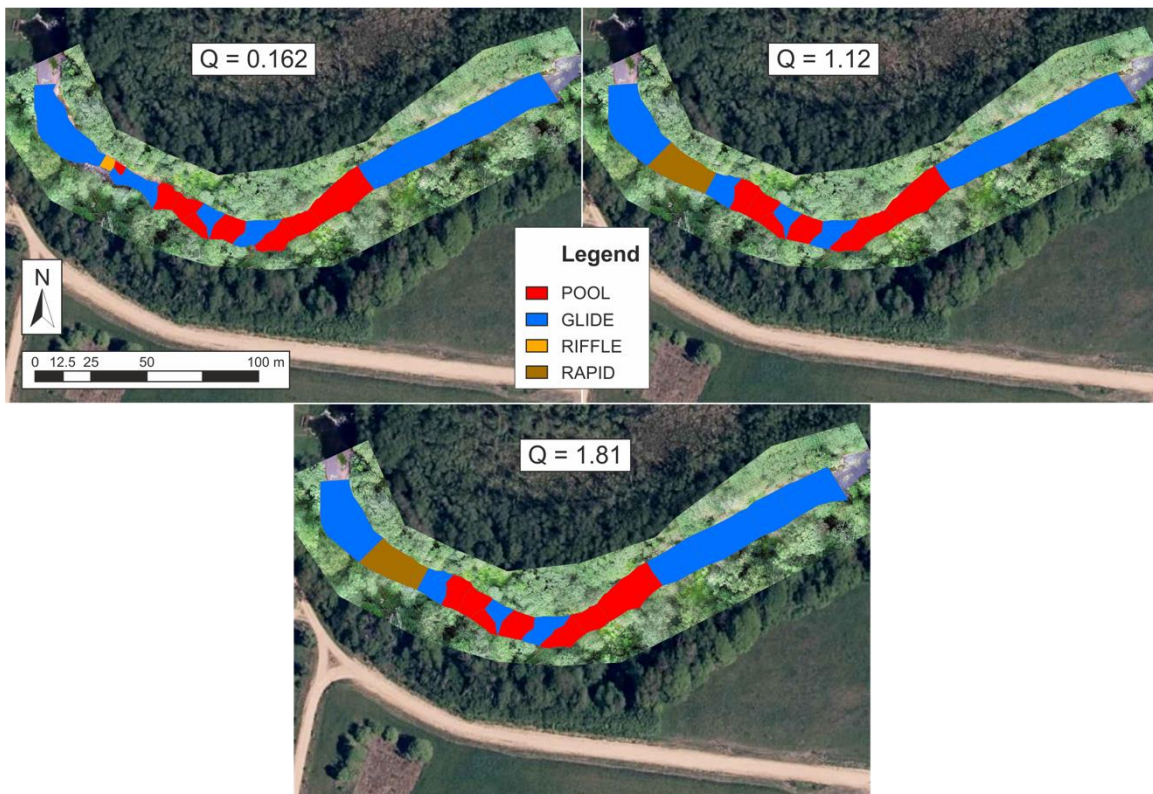 Q = 0.162
Q = 1.12
Legend
POOL
GLIDE
RIFFLE
RAPID
N
0 12.5 25 50 100 m
Q = 1.81